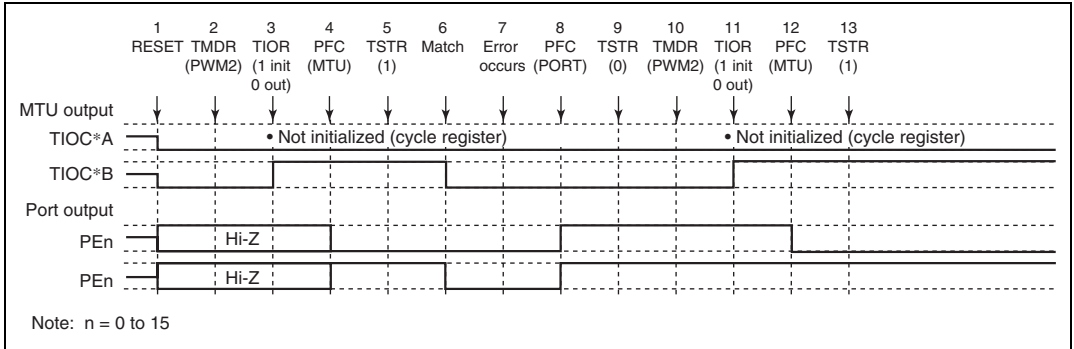 1 2 3 4 5 6 7 8 9 10 11 12 13
RESET TMDR TIOR PFC TSTR Match Error PFC TSTR TMDR TIOR PFC TSTR
(PWM2) (1 init (MTU) (1) occurs (PORT) (0) (PWM2) (1 init (MTU) (1)
0 out) 0 out)
MTU output
TIOC*A • Not initialized (cycle register) • Not initialized (cycle register)
TIOC*B
Port output
PEn Hi-Z
PEn Hi-Z
Note: n = 0 to 15